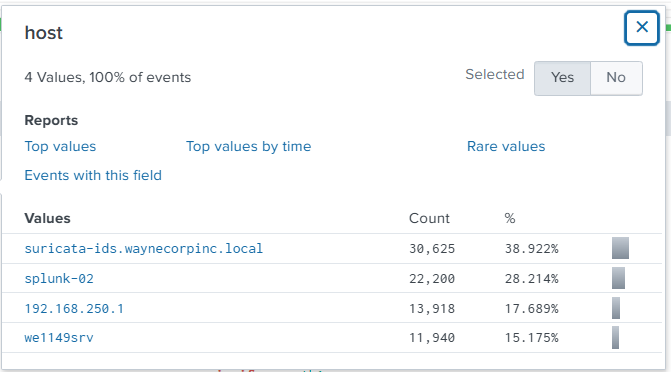 host
4 Values, 100% of events
Selected Yes No
Reports
Top values Top values by time Rare values
Events with this field
Values Count %
suricata-ids.waynecorpinc.local 30,625 38.922%
splunk-02 22,200 28.214%
192.168.250.1 13,918 17.689%
we1149srv 11,940 15.175%